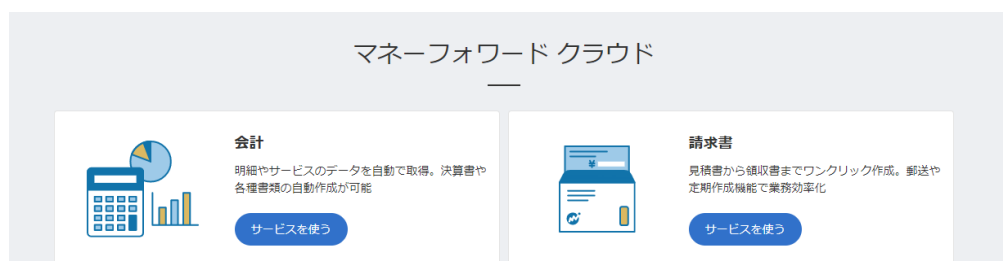 マネーフォワード クラウド
会計
明細やサービスのデータを自動で取得。決算書や
各種書類の自動作成が可能
サービスを使う
¥
請求書
見積書から領収書までワンクリック作成。郵送や
定期作成機能で業務効率化
サービスを使う